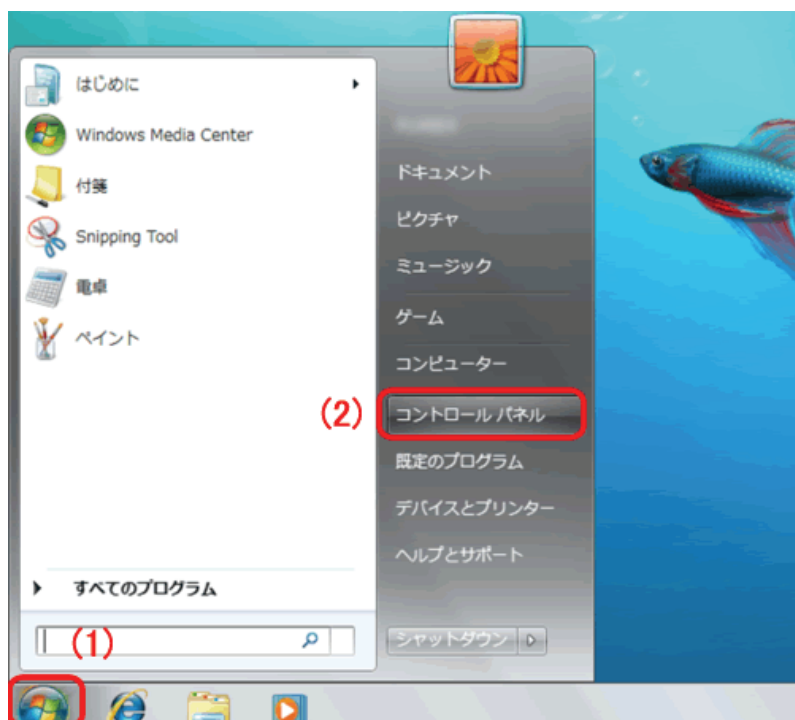 はじめに
Windows Media Center
付箋
Snipping Tool
電卓
ペイント
すべてのプログラム
(1)
ドキュメント
ピクチャ
ミュージック
ゲーム
コンピューター
(2)
コントロール パネル
既定のプログラム
デバイスとプリンター
ヘルプとサポート
シャットダウン